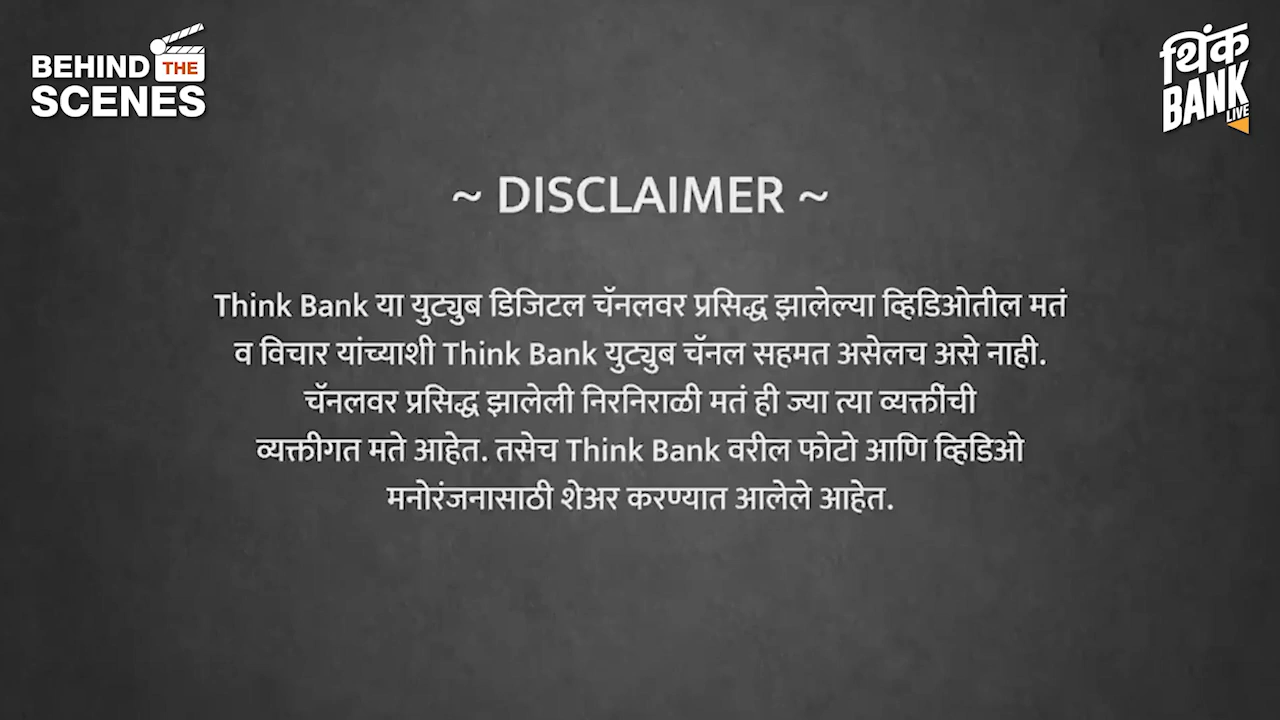 BEHIND THE
SCENES
थिंक
BANK
LIVE
~ DISCLAIMER ~
Think Bank या युट्युब डिजिटल चॅनलवर प्रसिद्ध झालेल्या व्हिडिओतील मतं
व विचार यांच्याशी Think Bank युट्युब चॅनल सहमत असेलच असे नाही.
चॅनलवर प्रसिद्ध झालेली निरनिराळी मतं ही ज्या त्या व्यक्तींची
व्यक्तीगत मते आहेत. तसेच Think Bank वरील फोटो आणि व्हिडिओ
मनोरंजनासाठी शेअर करण्यात आलेले आहेत.